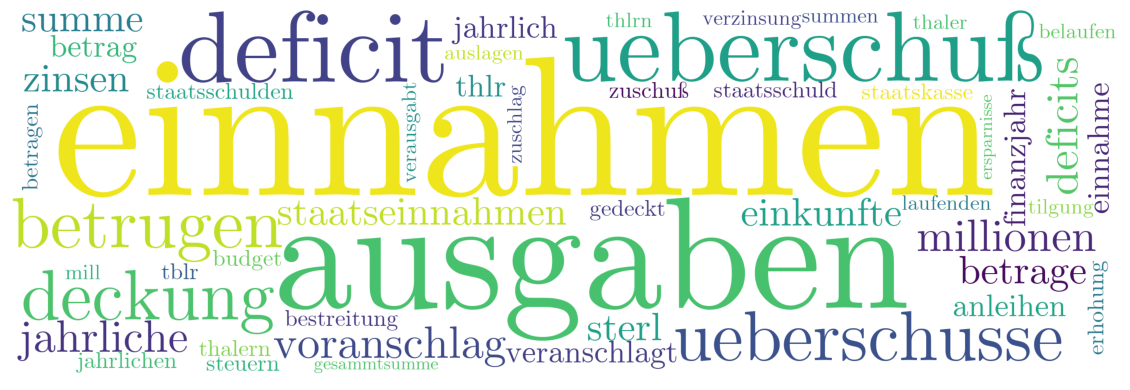 summe
betrag
zinsen
deficit
jahrlich
auslagen
thlr
thlrn
verzinsung
summen
thaler
belaufen
ueberschuß
staatsschulden
verausgabt
zuschlag
zuschuß
staatsschuld
staatskasse
ersparnisse
finanzjahr
deficits
einnahme
betragen
einnahmen
betrugen
staatseinnahmen
gedeckt
einkunfte
laufenden
tilgung
budget
ausgaben
millionen
mill
tblr
betrage
deckung
erhohung
anleihen
bestreitung
sterl
jahrliche
voranschlag
veranschlagt
ueberschusse
jahrlichen
thalern
steuern
gesammtsumme